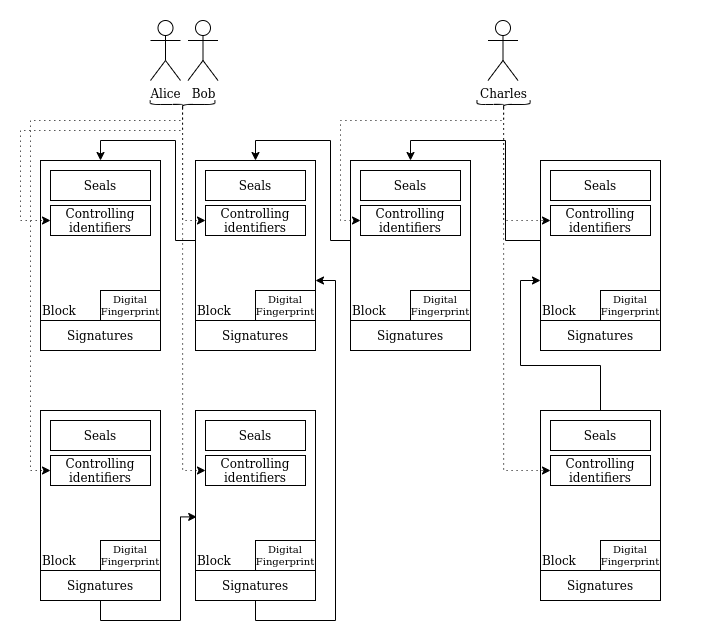 Alice Bob
Charles
Seals
Controlling
identifiers
Digital
Fingerprint
Block
Signatures
Seals
Controlling
identifiers
Digital
Fingerprint
Block
Signatures
Seals
Controlling
identifiers
Digital
Fingerprint
Block
Signatures
Seals
Controlling
identifiers
Digital
Fingerprint
Block
Signatures
Seals
Controlling
identifiers
Digital
Fingerprint
Block
Signatures
Seals
Controlling
identifiers
Digital
Fingerprint
Block
Signatures
Seals
Controlling
identifiers
Digital
Fingerprint
Block
Signatures